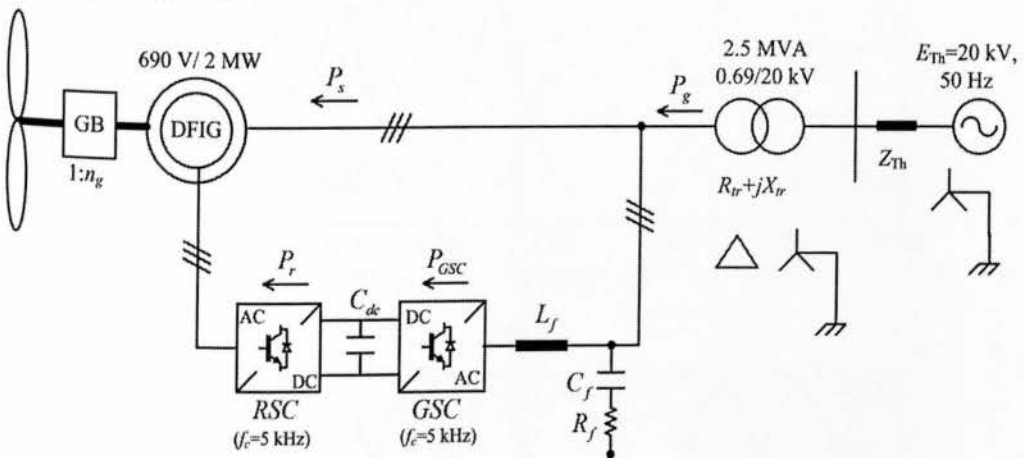 690 V/ 2 MW
GB
1:n_g
DFIG
P_s
P_g
2.5 MVA
0.69/20 kV
E_Th=20 kV,
50 Hz
Z_Th
R_tr+jX_tr
P_r
P_GSC
C_dc
AC
DC
RSC
(f_c=5 kHz)
DC
AC
GSC
(f_c=5 kHz)
L_f
C_f
R_f